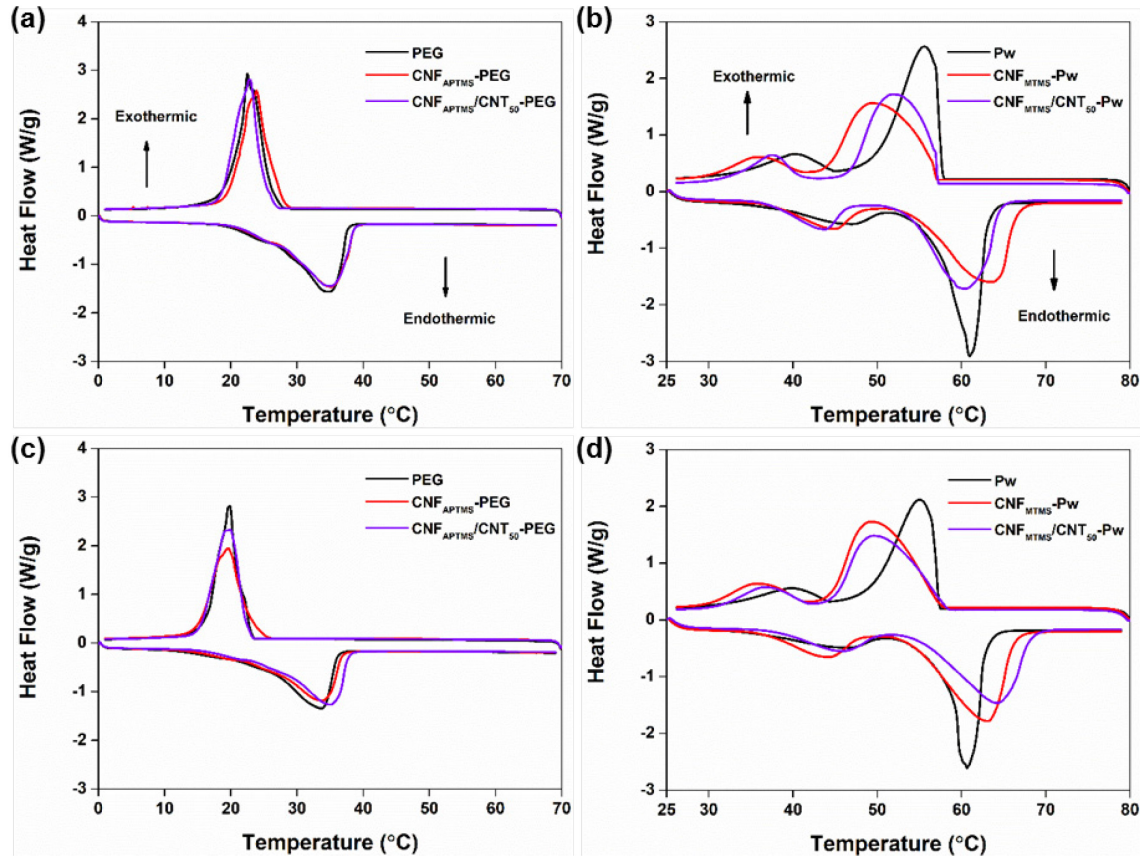 (a)
4
3
2
1
0
-1
-2
-3
0 10 20 30 40 50 60 70
Heat Flow (W/g)
Temperature (°C)
PEG
CNF_APTMS-PEG
CNF_APTMS/CNT_50-PEG
Exothermic
Endothermic
(b)
3
2
1
0
-1
-2
-3
25 30 40 50 60 70 80
Heat Flow (W/g)
Temperature (°C)
Pw
CNF_MTMS-Pw
CNF_MTMS/CNT_50-Pw
Exothermic
Endothermic
(c)
4
3
2
1
0
-1
-2
-3
0 10 20 30 40 50 60 70
Heat Flow (W/g)
Temperature (°C)
PEG
CNF_APTMS-PEG
CNF_APTMS/CNT_50-PEG
(d)
3
2
1
0
-1
-2
-3
25 30 40 50 60 70 80
Heat Flow (W/g)
Temperature (°C)
Pw
CNF_MTMS-Pw
CNF_MTMS/CNT_50-Pw